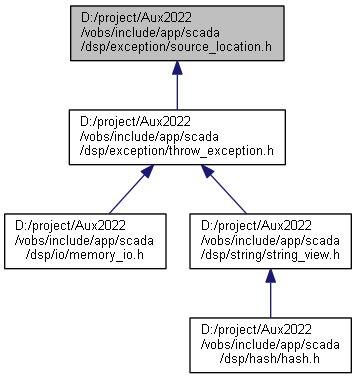 D:/project/Aux2022
/vobs/include/app/scada
/dsp/exception/source_location.h
D:/project/Aux2022
/vobs/include/app/scada
/dsp/exception/throw_exception.h
D:/project/Aux2022
/vobs/include/app/scada
/dsp/io/memory_io.h
D:/project/Aux2022
/vobs/include/app/scada
/dsp/string/string_view.h
D:/project/Aux2022
/vobs/include/app/scada
/dsp/hash/hash.h